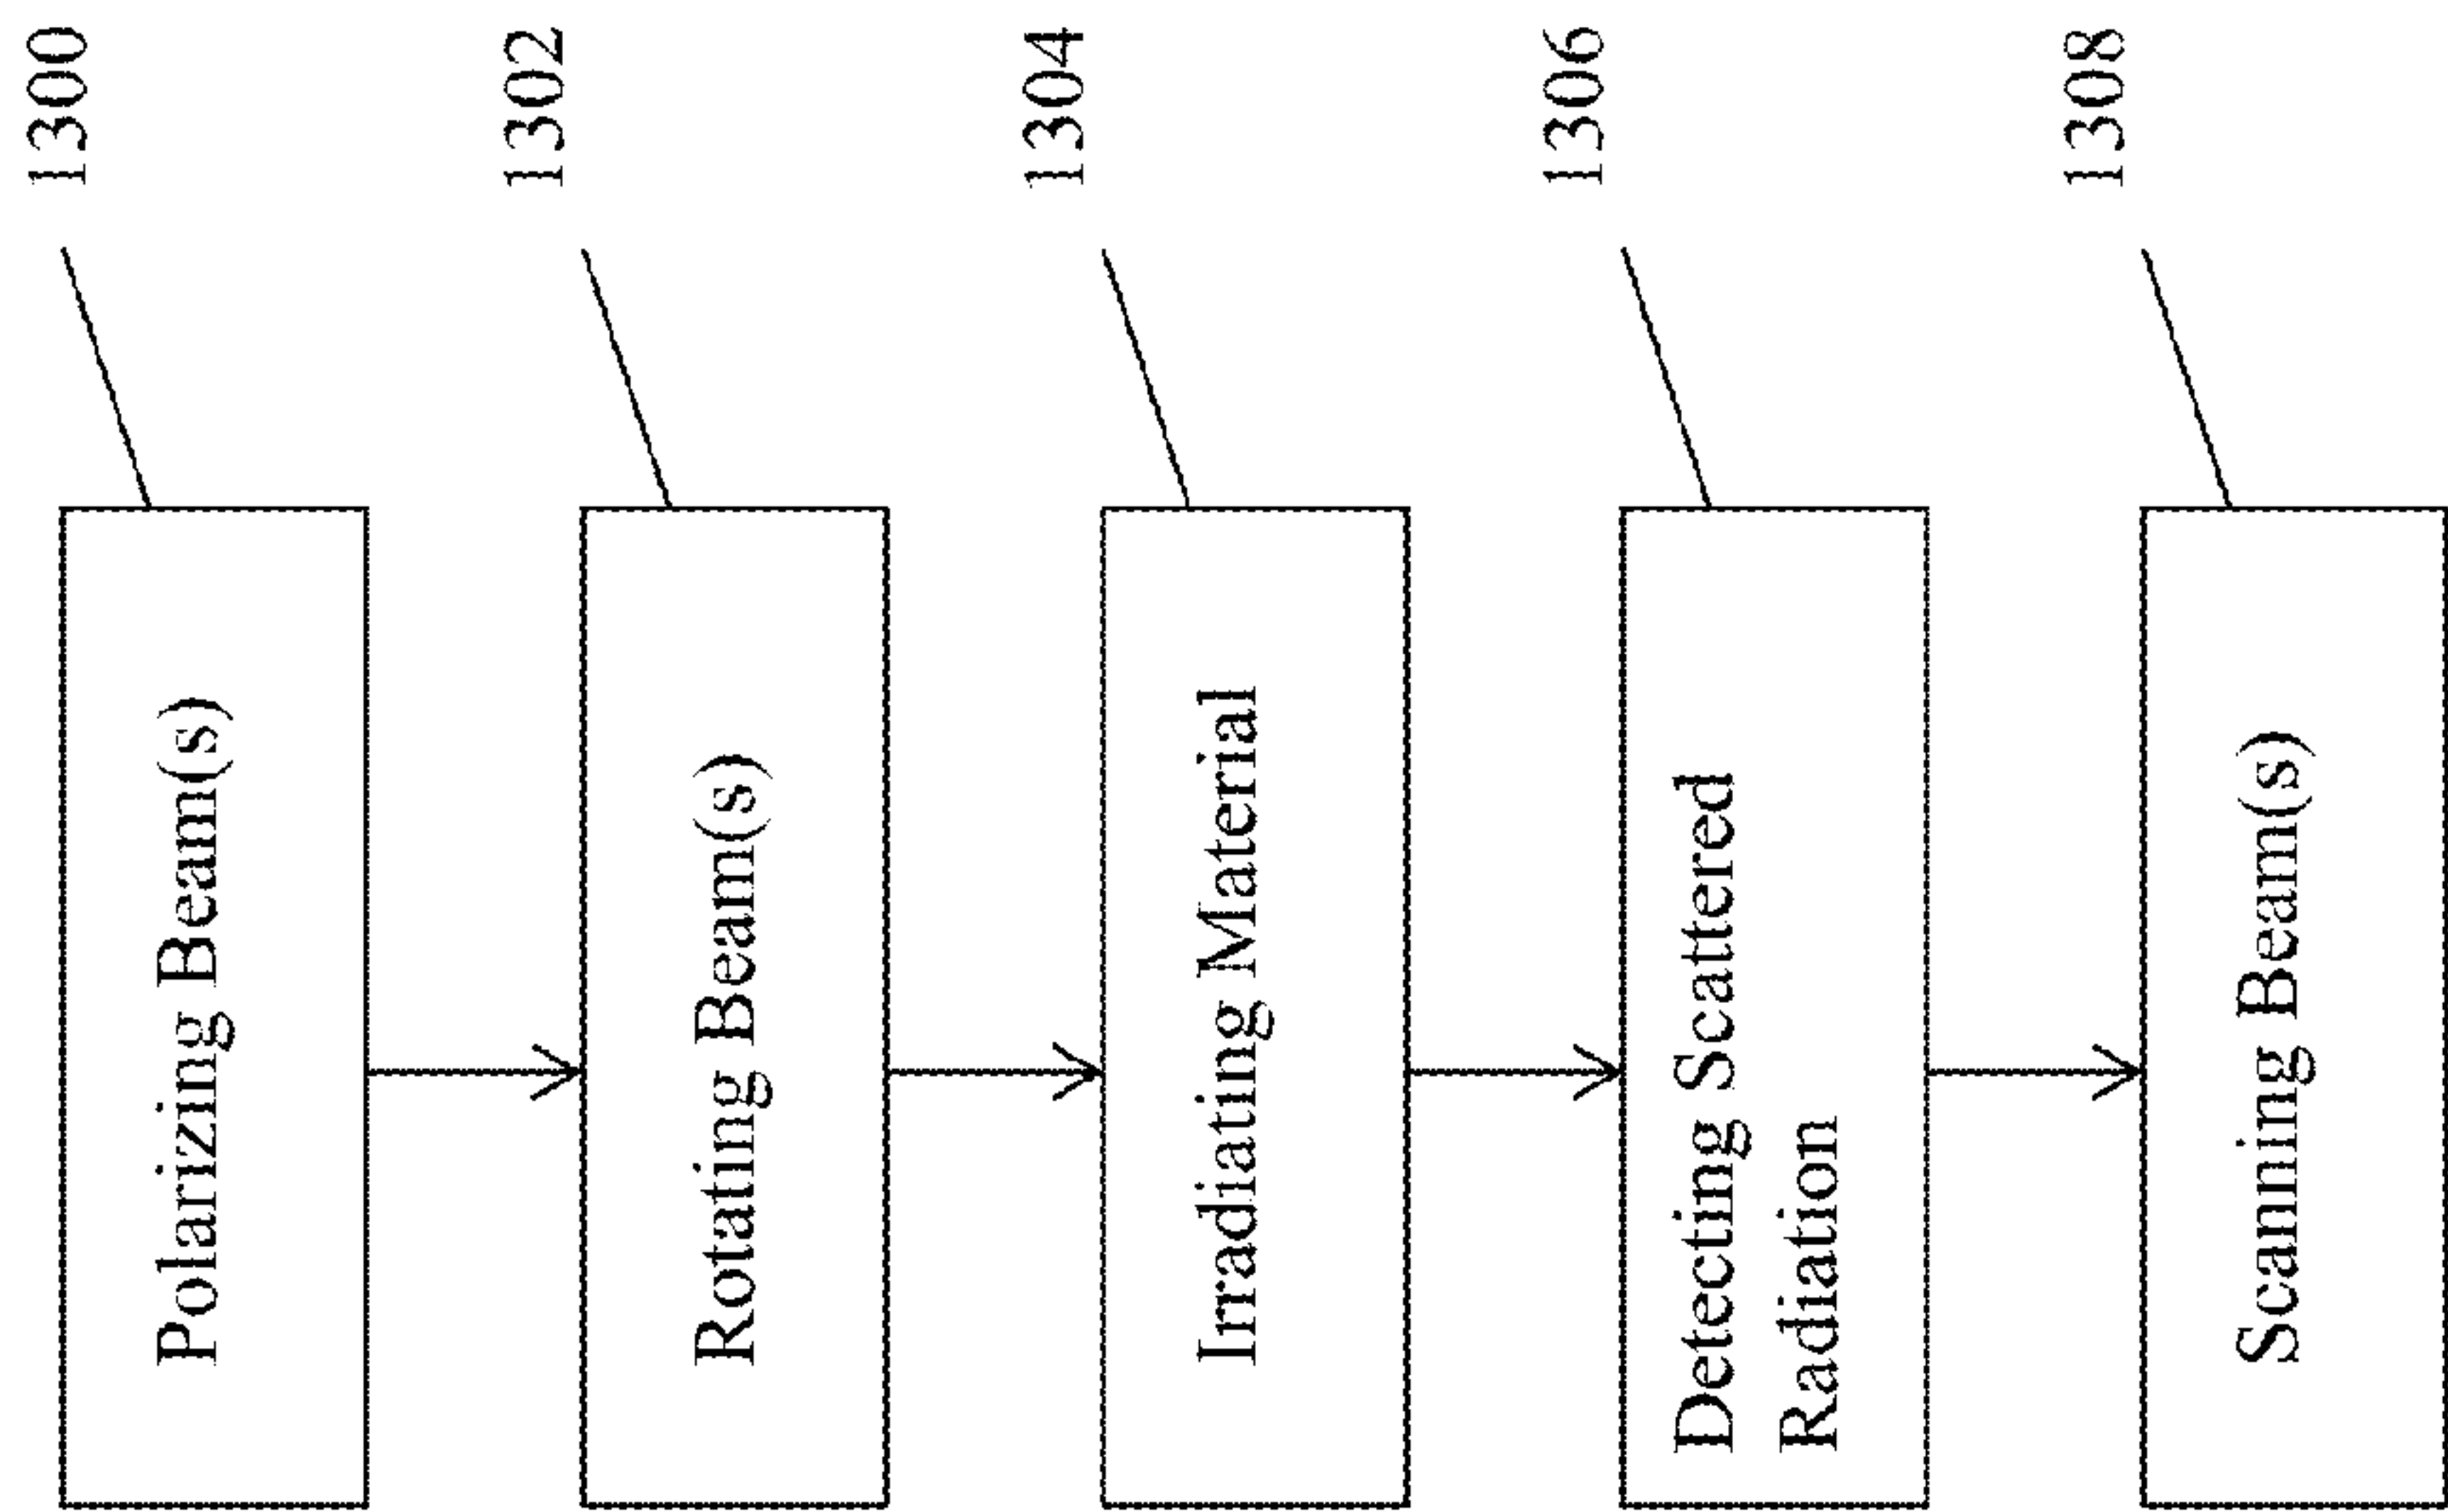 Polarizing Beam(s)
1300
Rotating Beam(s)
1302
Irradiating Material
1304
Detecting Scattered
Radiation
1306
Scanning Beam(s)
1308